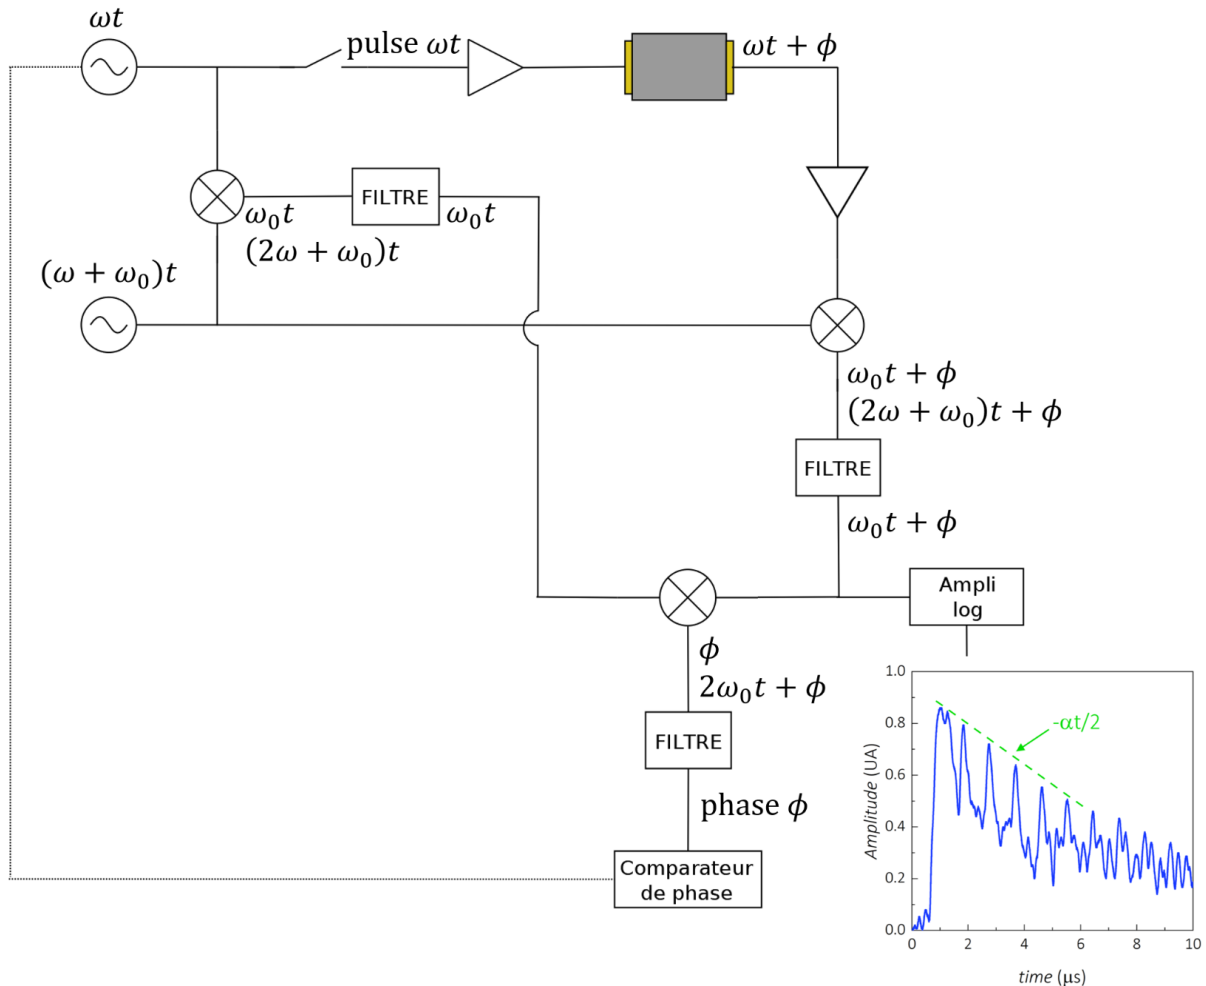 ωt
pulse ωt
ωt + ϕ
FILTRE
ω₀t
(2ω + ω₀)t
ω₀t
(ω + ω₀)t
ω₀t + ϕ
(2ω + ω₀)t + ϕ
FILTRE
ω₀t + ϕ
Ampli
log
ϕ
2ω₀t + ϕ
FILTRE
phase ϕ
Comparateur
de phase
-αt/2
Amplitude (UA)
1.0
0.8
0.6
0.4
0.2
0.0
0 2 4 6 8 10
time (μs)